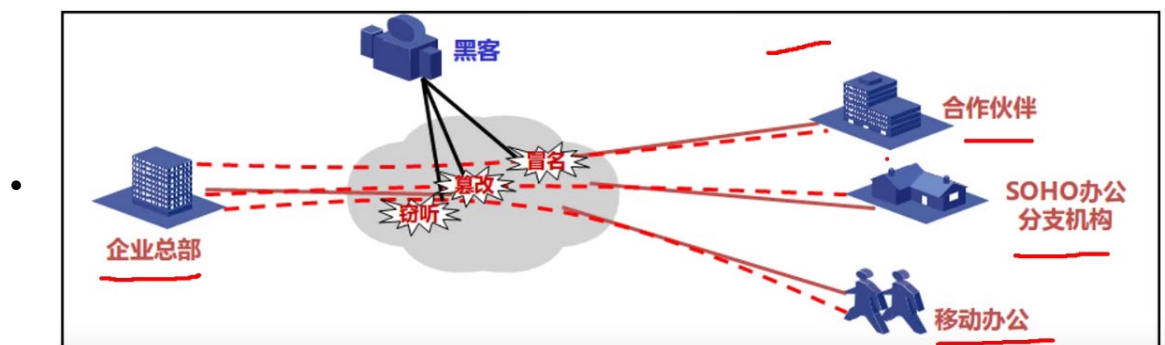 黑客
合作伙伴
冒名
篡改
SOHO办公
分支机构
窃听
企业总部
移动办公